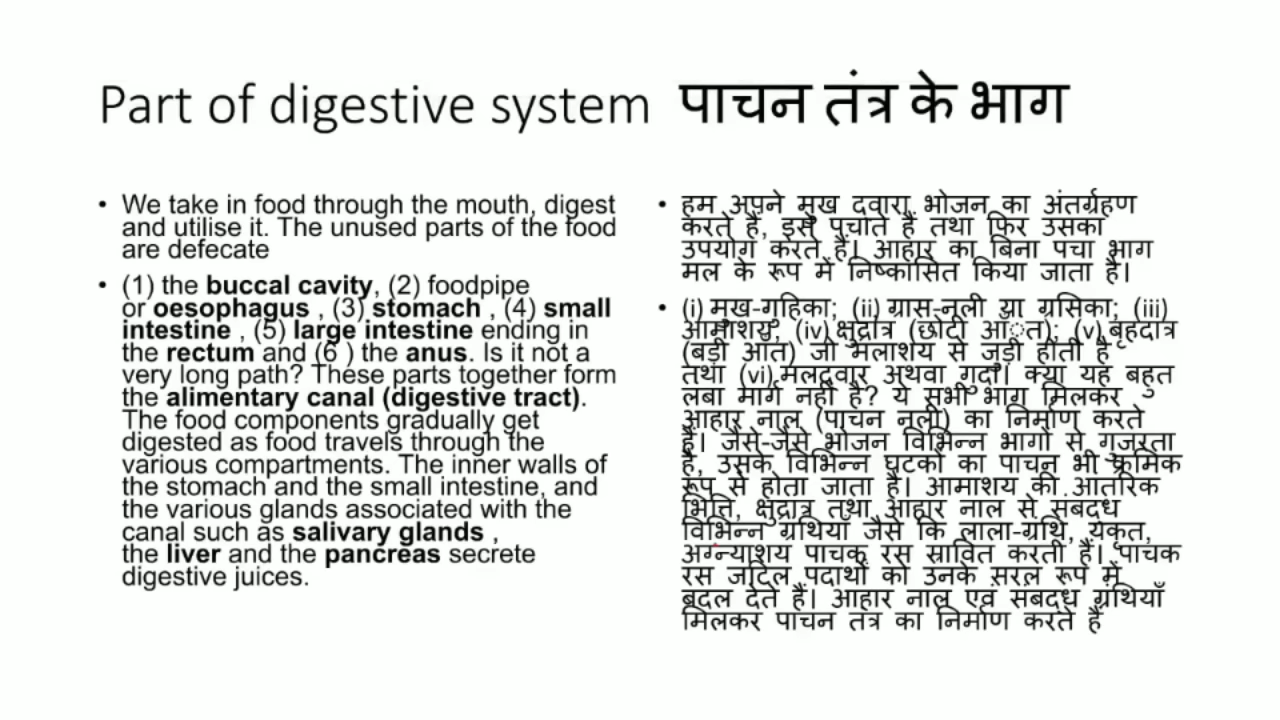 Part of digestive system पाचन तंत्र के भाग
• We take in food through the mouth, digest
and utilise it. The unused parts of the food
are defecate
• (1) the buccal cavity, (2) foodpipe
or oesophagus , (3) stomach , (4) small
intestine , (5) large intestine ending in
the rectum and (6 ) the anus. Is it not a
very long path? These parts together form
the alimentary canal (digestive tract).
The food components gradually get
digested as food travels through the
various compartments. The inner walls of
the stomach and the small intestine, and
the various glands associated with the
canal such as salivary glands ,
the liver and the pancreas secrete
digestive juices.
• हम अपने मुख द्वारा भोजन का अंतर्ग्रहण
करते हैं, इसे पचाते हैं तथा फिर उसका
उपयोग करते हैं। आहार का बिना पचा भाग
मल के रूप में निष्कासित किया जाता है।
• (i) मुख-गुहिका; (ii) ग्रास-नली या ग्रसिका; (iii)
आमाशय; (iv) क्षुद्रांत्र (छोटी आ◌ंत); (v) बृहदांत्र
(बड़ी आंत) जो मलाशय से जुड़ी होती है
तथा (vi) मलद्वार अथवा गुदा। क्या यह बहुत
लंबा मार्ग नहीं है? ये सभी भाग मिलकर
आहार नाल (पाचन नली) का निर्माण करते
हैं। जैसे-जैसे भोजन विभिन्न भागों से गुजरता
है, उसके विभिन्न घटकों का पाचन भी क्रमिक
रूप से होता जाता है। आमाशय की आंतरिक
भित्ति, क्षुद्रांत्र तथा आहार नाल से संबद्ध
विभिन्न ग्रंथियाँ जैसे कि लाला-ग्रंथि, यकृत,
अग्न्याशय पाचक रस स्रावित करती हैं। पाचक
रस जटिल पदार्थों को उनके सरल रूप में
बदल देते हैं। आहार नाल एवं संबद्ध ग्रंथियाँ
मिलकर पाचन तंत्र का निर्माण करते हैं